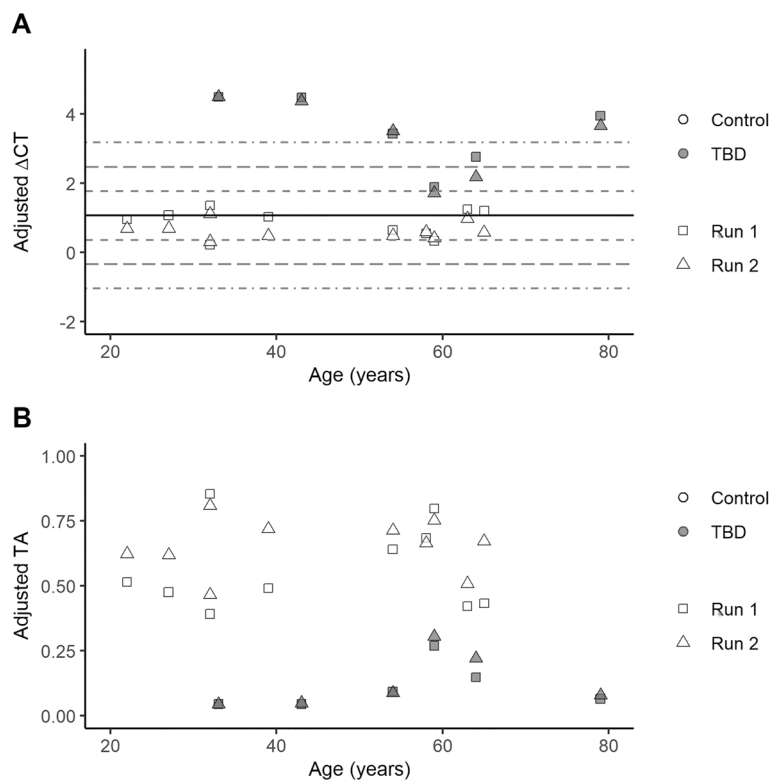 A
Adjusted ΔCT
4
2
0
-2
20 40 60 80
Age (years)
Control
TBD
Run 1
Run 2
B
Adjusted TA
1.00
0.75
0.50
0.25
0.00
20 40 60 80
Age (years)
Control
TBD
Run 1
Run 2